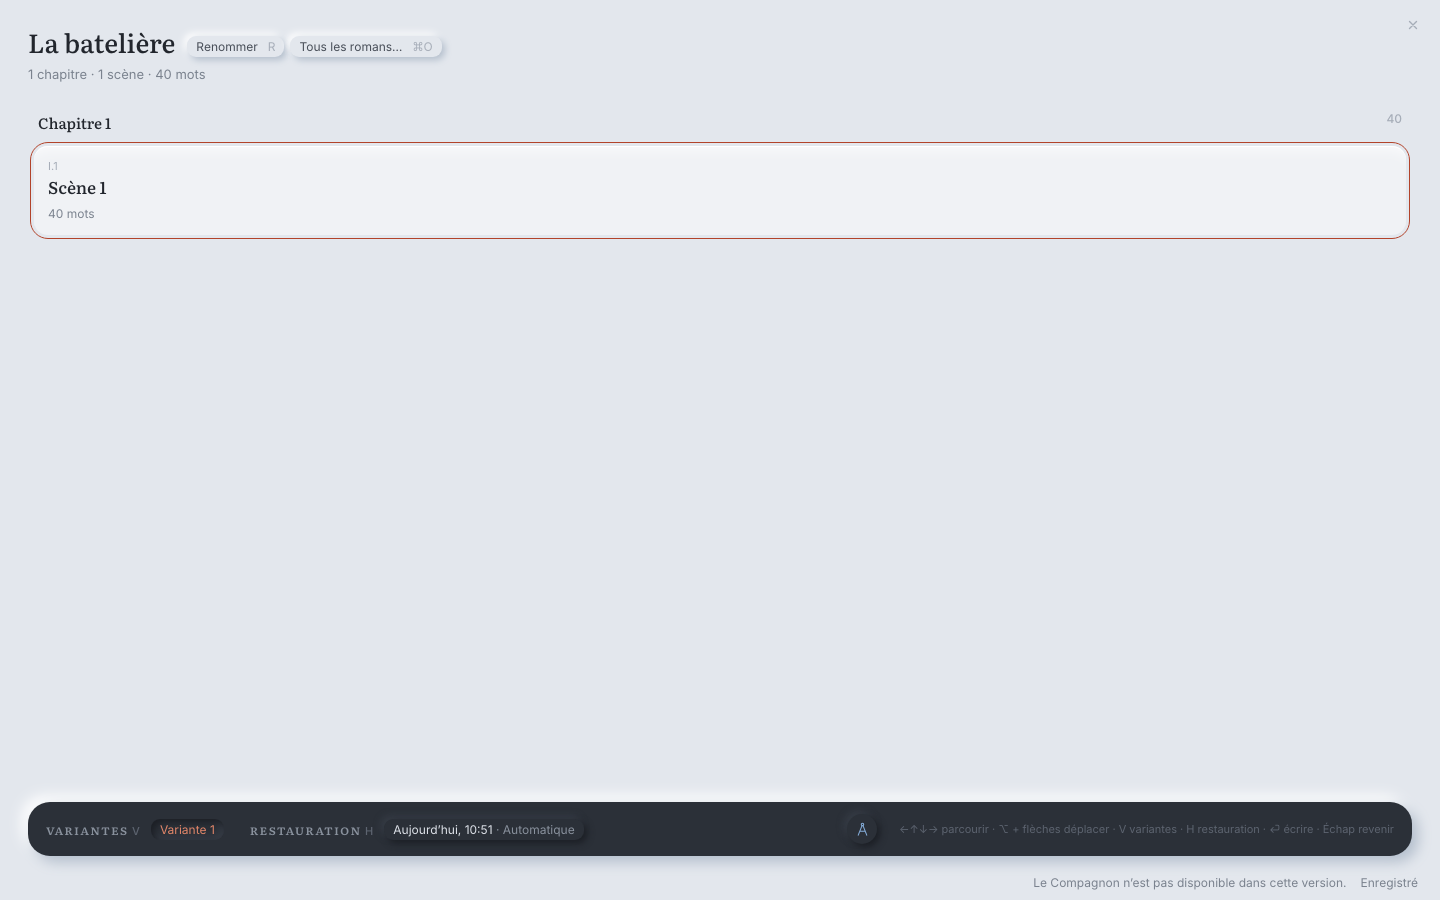 La batelière Renommer R Tous les romans… ⌘O
×
1 chapitre · 1 scène · 40 mots
Chapitre 1 40
I.1
Scène 1
40 mots
VARIANTES V Variante 1 RESTAURATION H Aujourd’hui, 10:51 · Automatique ←↑↓→ parcourir · ⌥ + flèches déplacer · V variantes · H restauration · ⏎ écrire · Échap revenir
Le Compagnon n’est pas disponible dans cette version. Enregistré